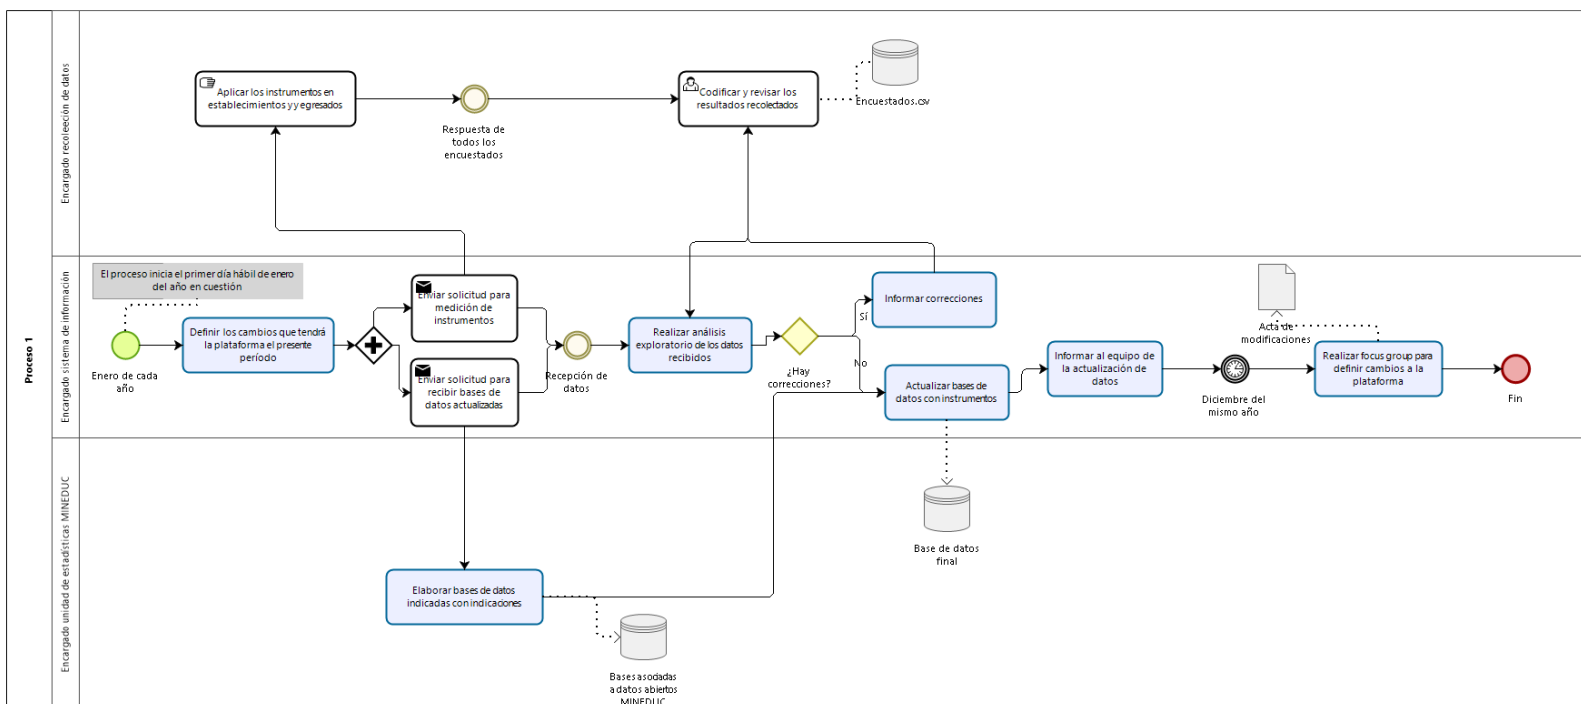 Proceso 1
Encargado recoleección de datos
Aplicar los instrumentos en
establecimientos y y egresados
Respuesta de
todos los
encuestados
Codificar y revisar los
resultados recolectados
Encuestados.csv
Encargado sistema de información
El proceso inicia el primer día hábil de enero
del año en cuestión
Enero de cada
año
Definir los cambios que tendrá
la plataforma el presente
período
Enviar solicitud para
medición de
instrumentos
Enviar solicitud para
recibir bases de
datos actualizadas
Recepción de
datos
Realizar análisis
exploratorio de los datos
recibidos
¿Hay
correcciones?
Sí
No
Informar correcciones
Actualizar bases de
datos con instrumentos
Base de datos
final
Informar al equipo de
la actualización de
datos
Diciembre del
mismo año
Acta de
modificaciones
Realizar focus group para
definir cambios a la
plataforma
Fin
Encargado unidad de estadísticas MINEDUC
Elaborar bases de datos
indicadas con indicaciones
Bases asociadas
a datos abiertos
MINEDUC